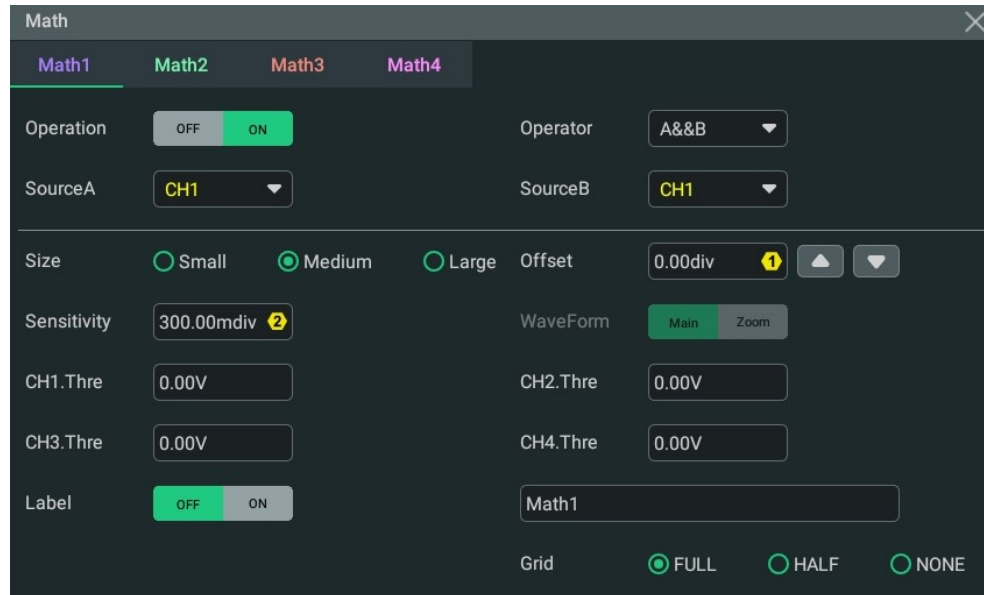 Math
Math1 Math2 Math3 Math4
Operation OFF ON Operator A&&B
SourceA CH1 SourceB CH1
Size Small Medium Large Offset 0.00div 1
Sensitivity 300.00mdiv 2 WaveForm Main Zoom
CH1.Thre 0.00V CH2.Thre 0.00V
CH3.Thre 0.00V CH4.Thre 0.00V
Label OFF ON Math1
Grid FULL HALF NONE